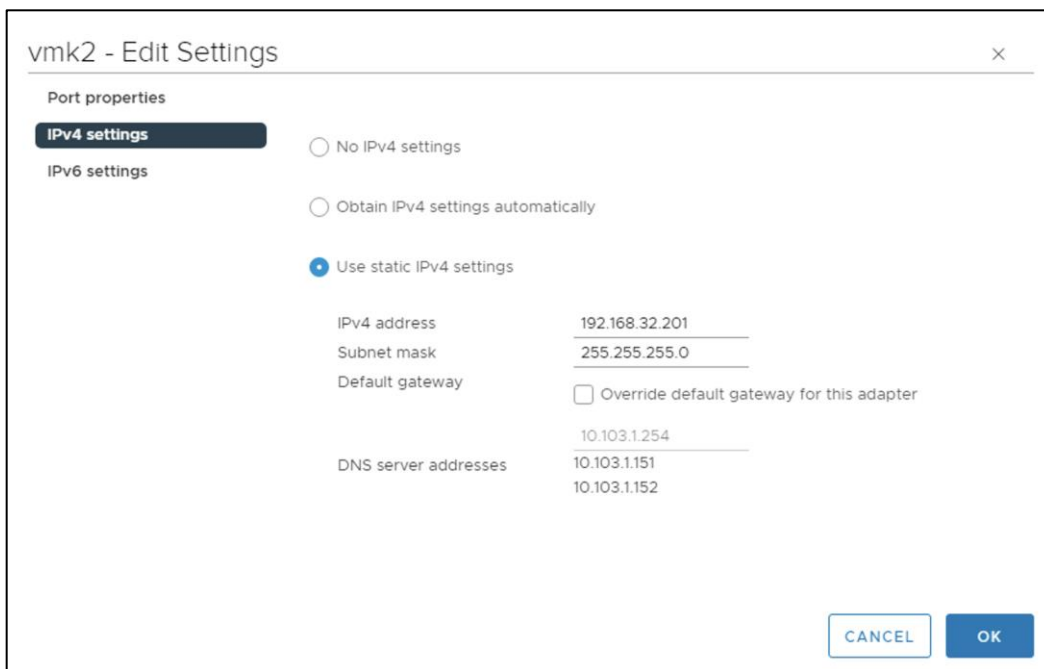 vmk2 - Edit Settings
Port properties
IPv4 settings
IPv6 settings
No IPv4 settings
Obtain IPv4 settings automatically
Use static IPv4 settings
IPv4 address 192.168.32.201
Subnet mask 255.255.255.0
Default gateway Override default gateway for this adapter
10.103.1.254
DNS server addresses 10.103.1.151
10.103.1.152
CANCEL OK